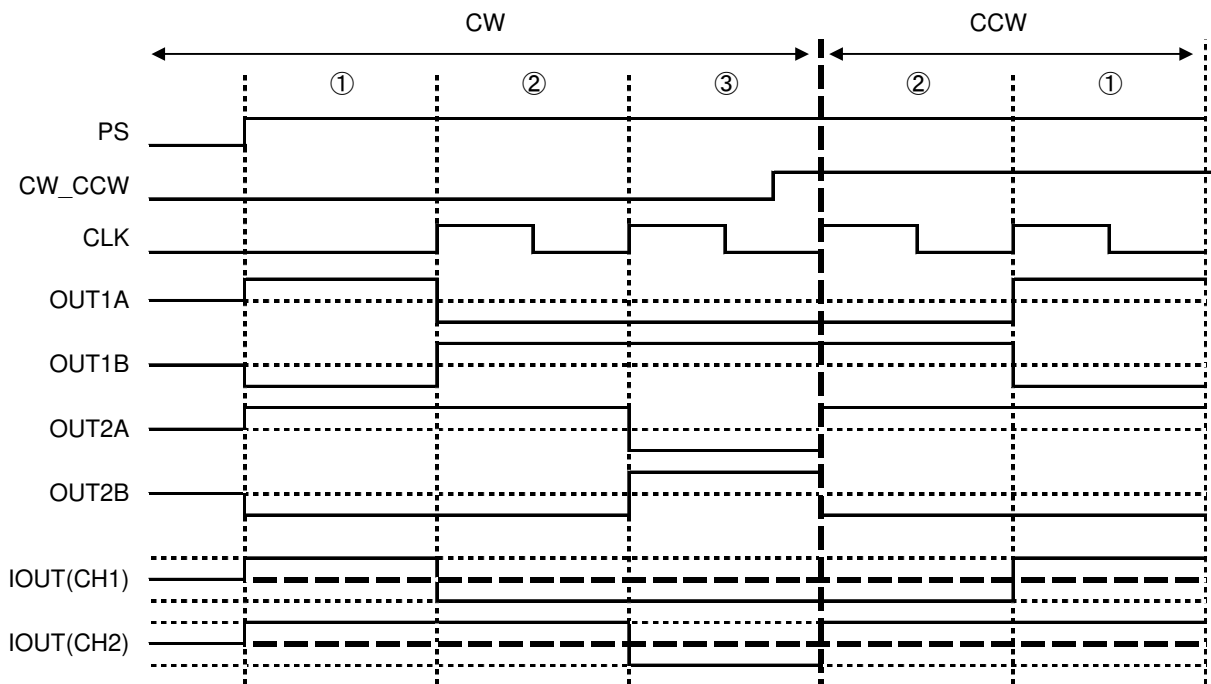 CW CCW
① ② ③ ② ①
PS
CW_CCW
CLK
OUT1A
OUT1B
OUT2A
OUT2B
IOUT(CH1)
IOUT(CH2)